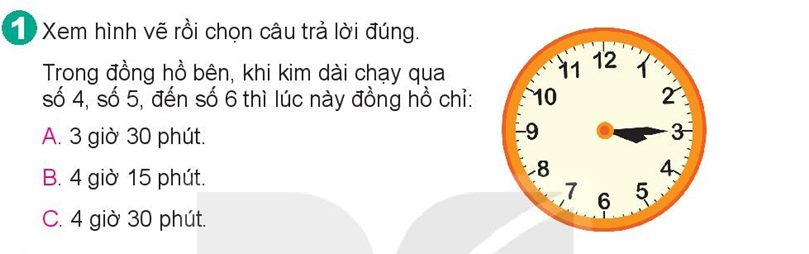 1 Xem hình vẽ rồi chọn câu trả lời đúng.
Trong đồng hồ bên, khi kim dài chạy qua
số 4, số 5, đến số 6 thì lúc này đồng hồ chỉ:
A. 3 giờ 30 phút.
B. 4 giờ 15 phút.
C. 4 giờ 30 phút.
12
1
2
3
4
5
6
7
8
9
10
11